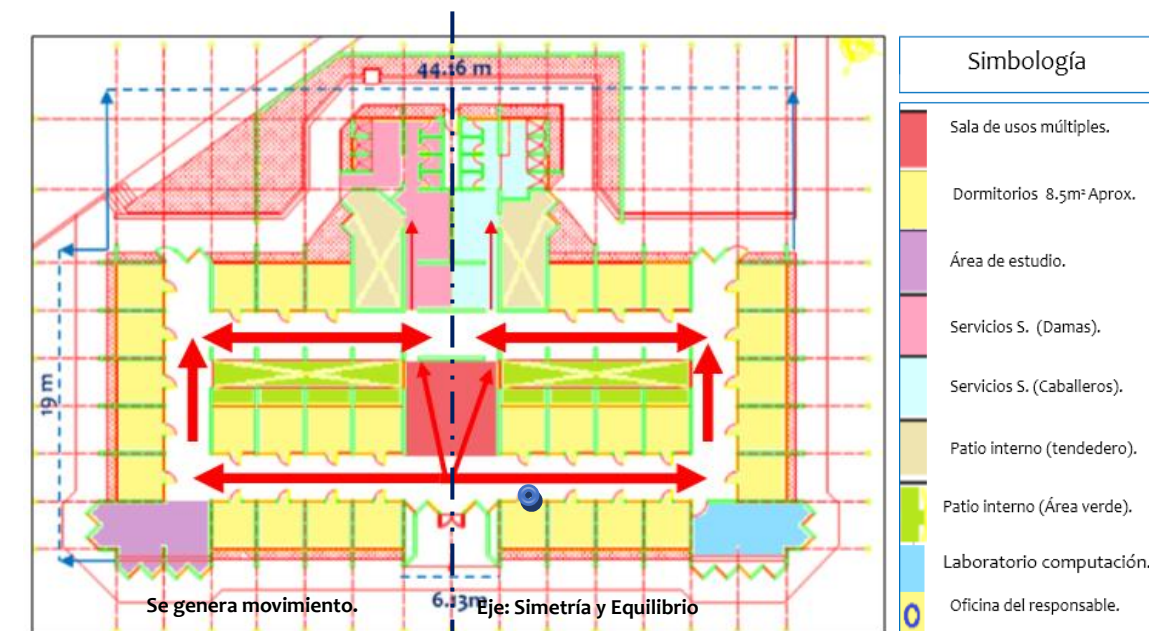 44.16 m
19 m
6.13m
Se genera movimiento.
Eje: Simetría y Equilibrio
Simbología
Sala de usos múltiples.
Dormitorios 8.5m² Aprox.
Área de estudio.
Servicios S. (Damas).
Servicios S. (Caballeros).
Patio interno (tendedero).
Patio interno (Área verde).
Laboratorio computación.
Oficina del responsable.